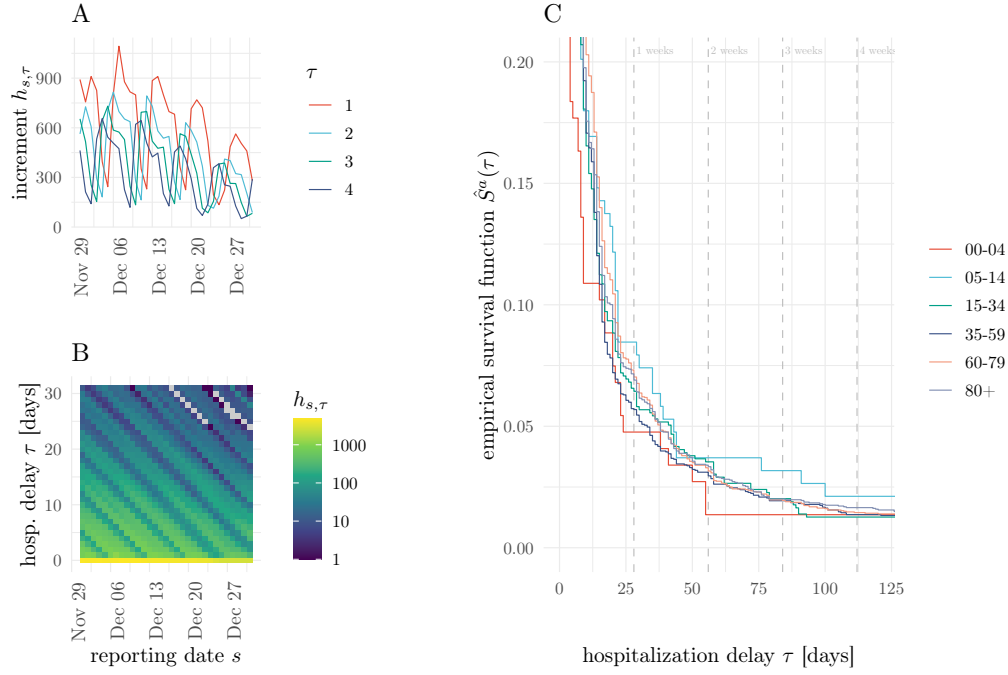 A
increment h_{s,τ}
900
600
300
0
Nov 29
Dec 06
Dec 13
Dec 20
Dec 27
τ
1
2
3
4
B
hosp. delay τ [days]
30
20
10
0
Nov 29
Dec 06
Dec 13
Dec 20
Dec 27
reporting date s
h_{s,τ}
1000
100
10
1
C
empirical survival function Ŝ^a(τ)
0.20
0.15
0.10
0.05
0.00
1 weeks
2 weeks
3 weeks
4 weeks
0
25
50
75
100
125
hospitalization delay τ [days]
00-04
05-14
15-34
35-59
60-79
80+